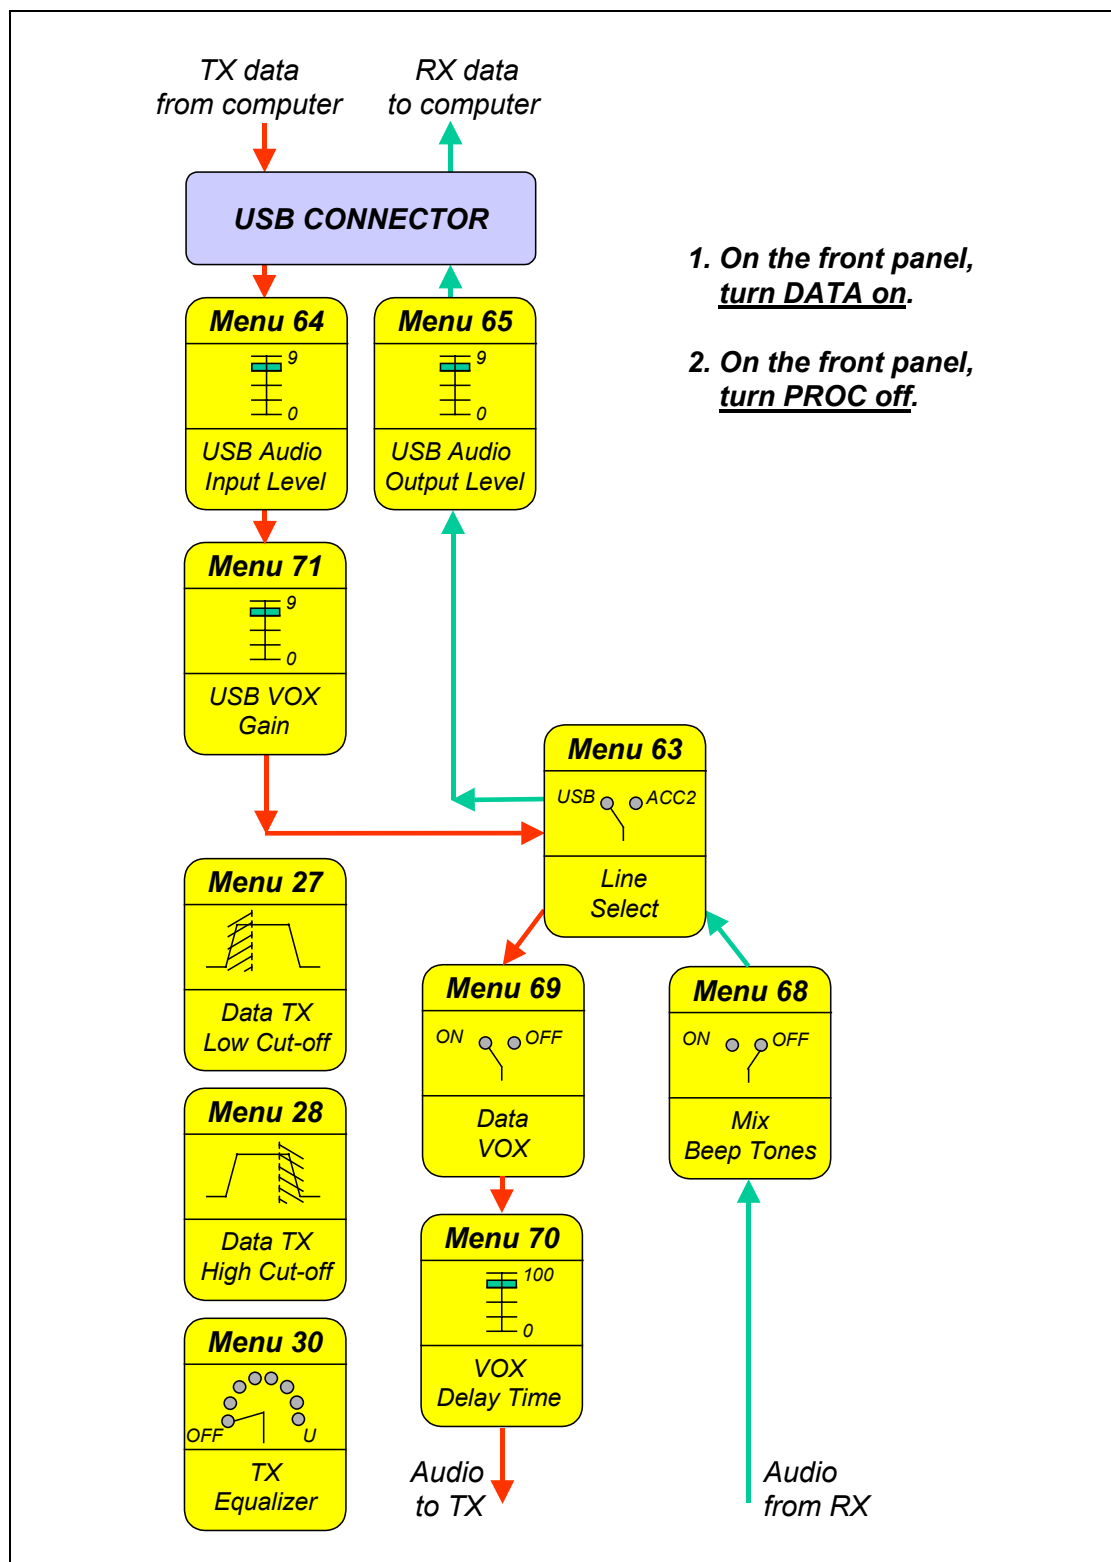 TX data
from computer
RX data
to computer
USB CONNECTOR
1. On the front panel,
turn DATA on.
2. On the front panel,
turn PROC off.
Menu 64
9
0
USB Audio
Input Level
Menu 65
9
0
USB Audio
Output Level
Menu 71
9
0
USB VOX
Gain
Menu 63
USB
ACC2
Line
Select
Menu 27
Data TX
Low Cut-off
Menu 69
ON
OFF
Data
VOX
Menu 68
ON
OFF
Mix
Beep Tones
Menu 28
Data TX
High Cut-off
Menu 70
100
0
VOX
Delay Time
Menu 30
OFF
U
TX
Equalizer
Audio
to TX
Audio
from RX